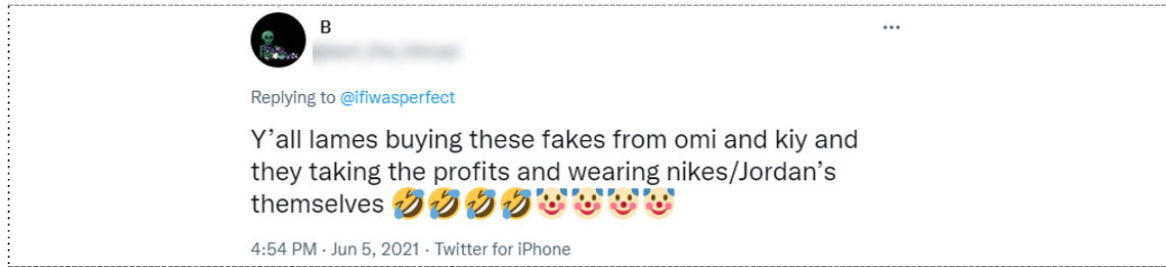 B
Replying to @ifiwasperfect
Y’all lames buying these fakes from omi and kiy and
they taking the profits and wearing nikes/Jordan’s
themselves 🤣🤣🤣🤣🤡🤡🤡🤡
4:54 PM · Jun 5, 2021 · Twitter for iPhone